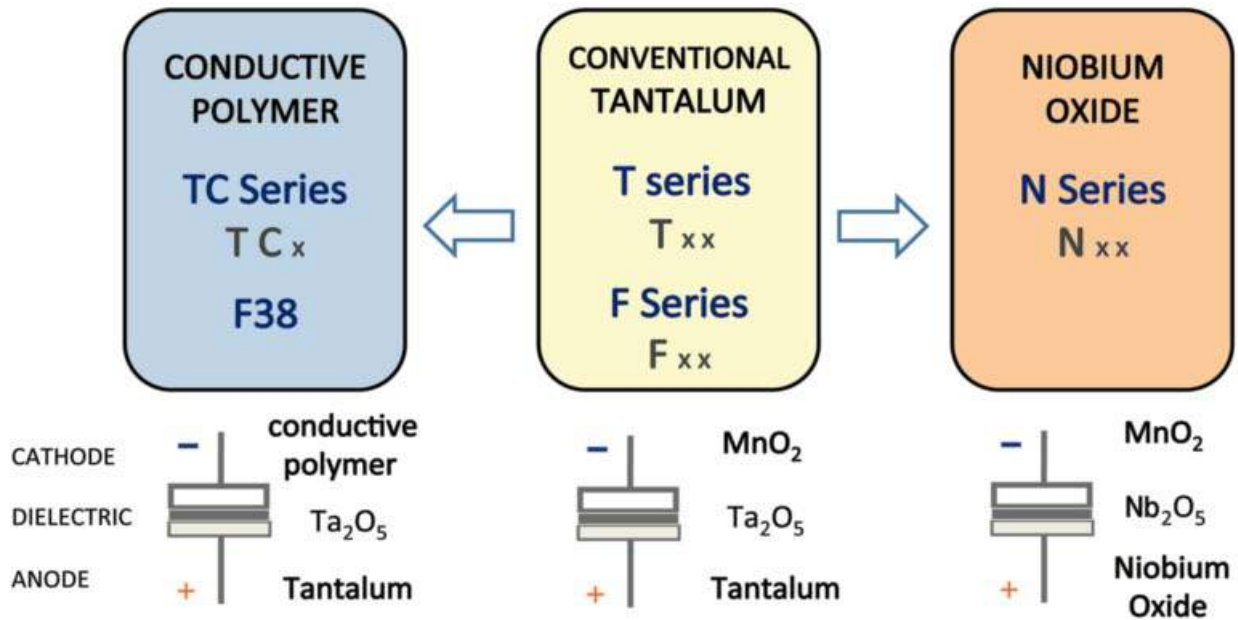 CONDUCTIVE
POLYMER
TC Series
T C x
F38
CONVENTIONAL
TANTALUM
T series
T x x
F Series
F x x
NIOBIUM
OXIDE
N Series
N x x
CATHODE
DIELECTRIC
ANODE
–
conductive
polymer
Ta₂O₅
+
Tantalum
–
MnO₂
Ta₂O₅
+
Tantalum
–
MnO₂
Nb₂O₅
+
Niobium
Oxide